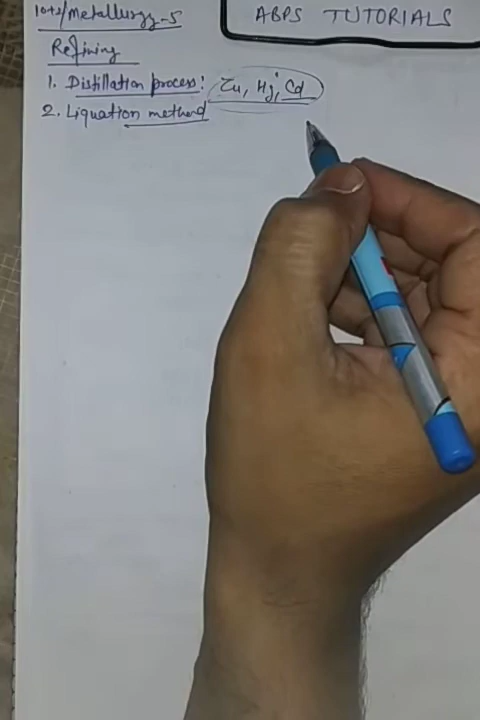 10+2/Metallurgy-5
ABPS TUTORIALS
Refining
1. Distillation process: Zn, Hg, Cd
2. Liquation method